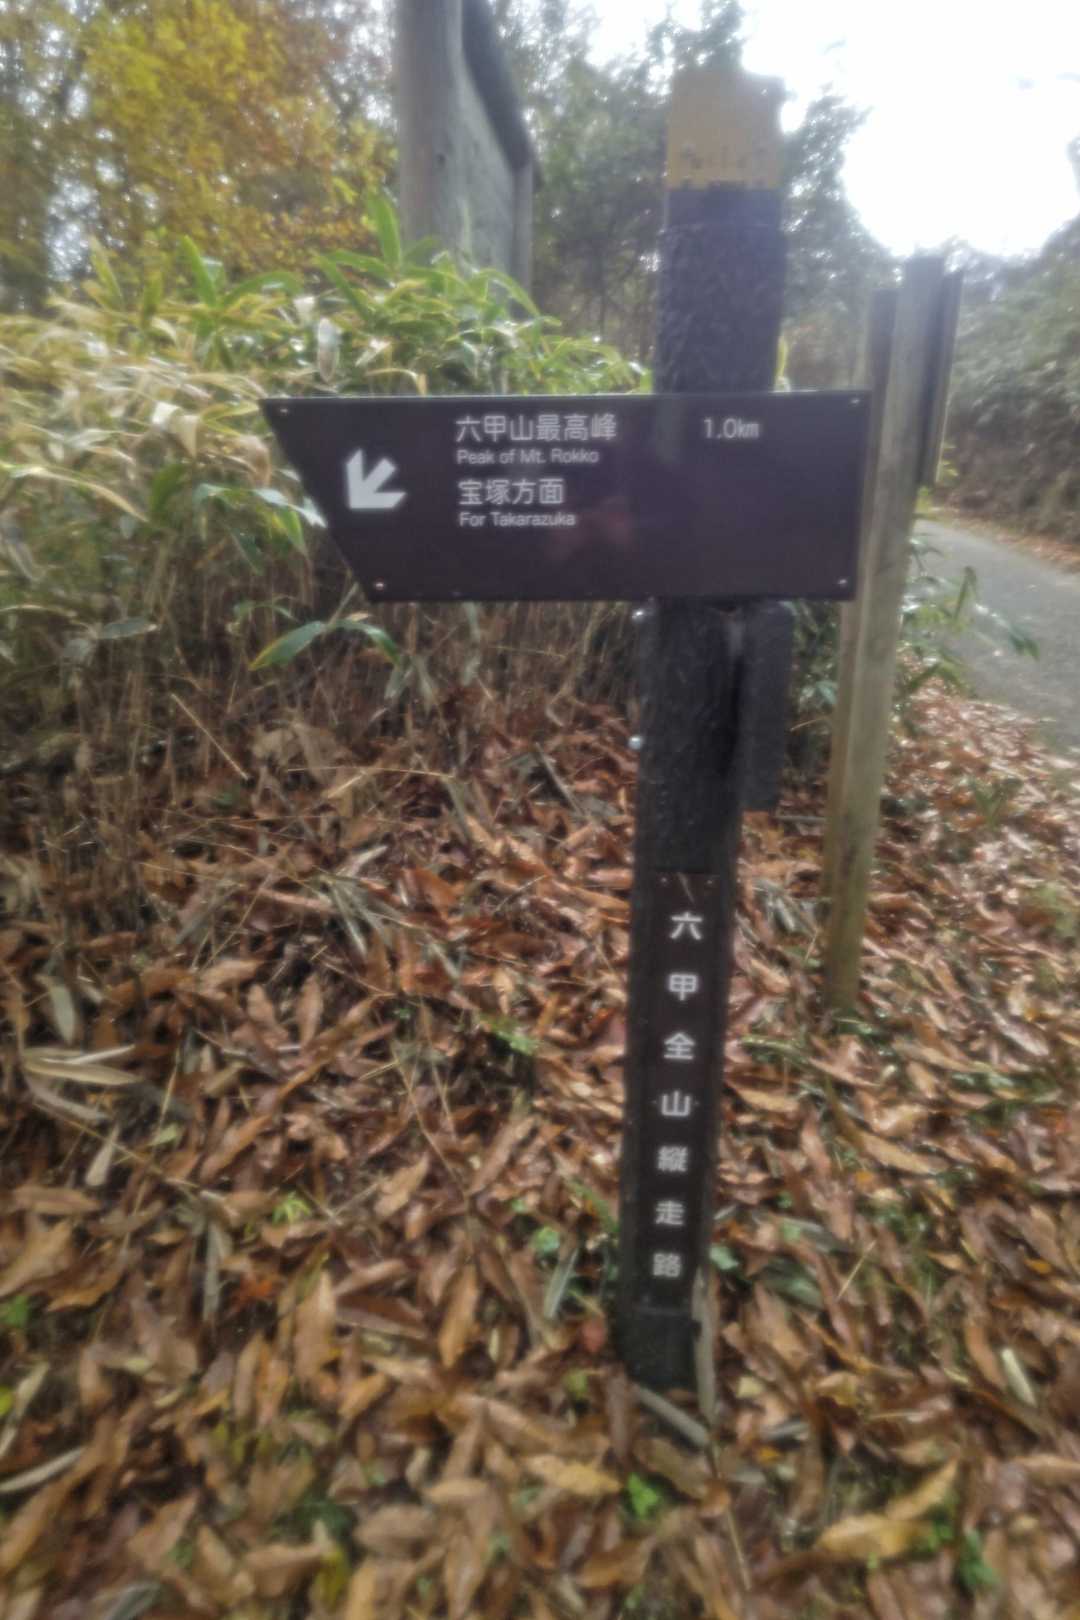 六甲山最高峰 1.0km
Peak of Mt. Rokko
宝塚方面
For Takarazuka
六甲全山縦走路